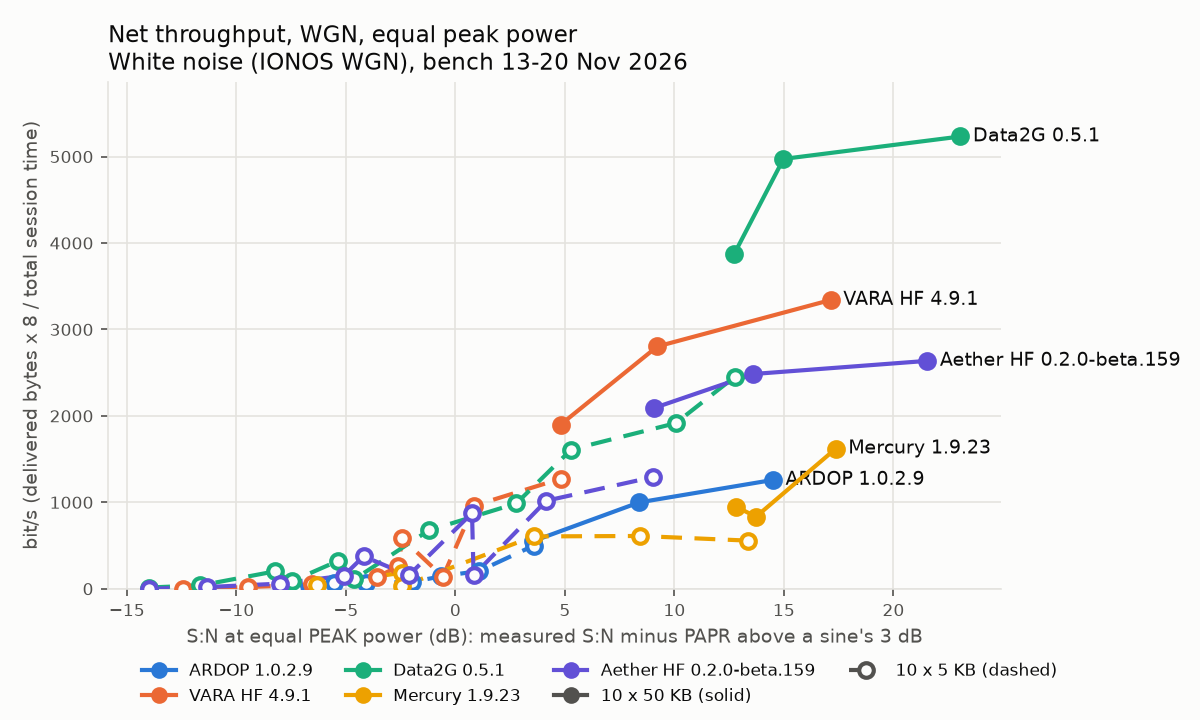 Net throughput, WGN, equal peak power
White noise (IONOS WGN), bench 13-20 Nov 2026
bit/s (delivered bytes x 8 / total session time)
5000
4000
3000
2000
1000
0
Data2G 0.5.1
VARA HF 4.9.1
Aether HF 0.2.0-beta.159
Mercury 1.9.23
ARDOP 1.0.2.9
−15 −10 −5 0 5 10 15 20
S:N at equal PEAK power (dB): measured S:N minus PAPR above a sine's 3 dB
ARDOP 1.0.2.9 Data2G 0.5.1 Aether HF 0.2.0-beta.159 10 x 5 KB (dashed)
VARA HF 4.9.1 Mercury 1.9.23 10 x 50 KB (solid)